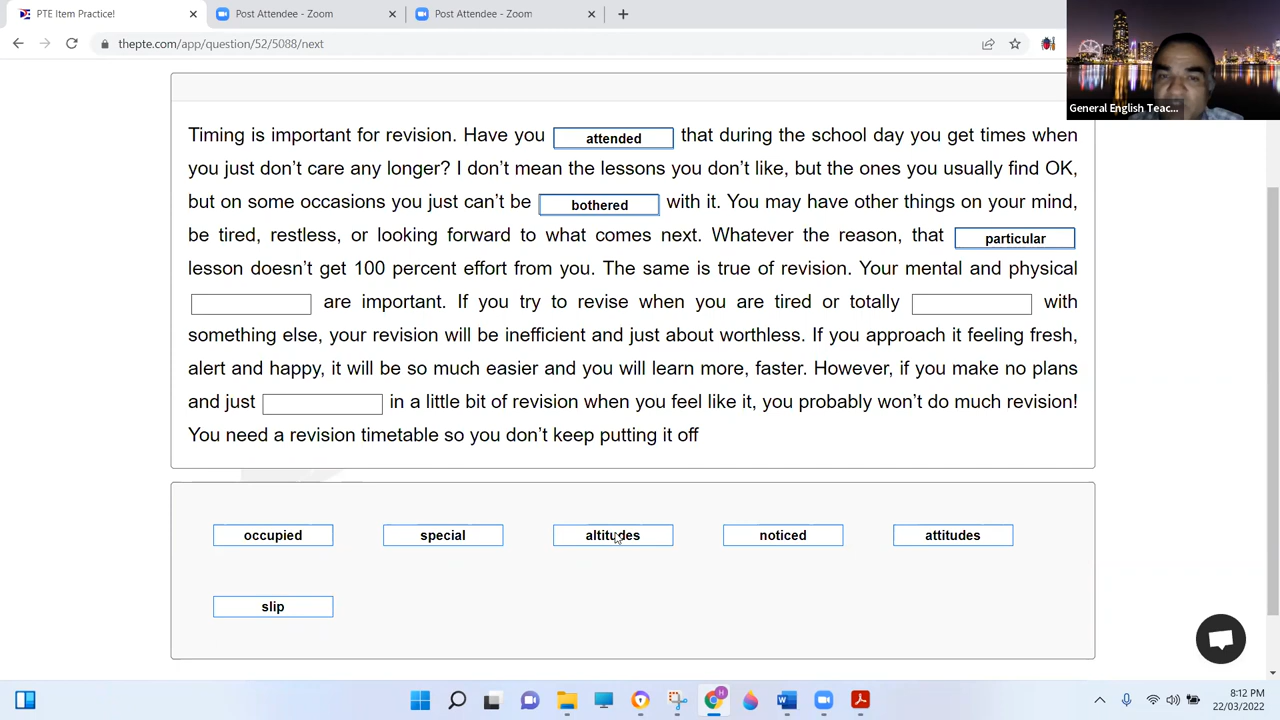 PTE Item Practice!
Post Attendee - Zoom
Post Attendee - Zoom
thepte.com/app/question/52/5088/next
General English Teac...
Timing is important for revision. Have you attended that during the school day you get times when
you just don't care any longer? I don't mean the lessons you don't like, but the ones you usually find OK,
but on some occasions you just can't be bothered with it. You may have other things on your mind,
be tired, restless, or looking forward to what comes next. Whatever the reason, that particular
lesson doesn't get 100 percent effort from you. The same is true of revision. Your mental and physical
are important. If you try to revise when you are tired or totally with
something else, your revision will be inefficient and just about worthless. If you approach it feeling fresh,
alert and happy, it will be so much easier and you will learn more, faster. However, if you make no plans
and just in a little bit of revision when you feel like it, you probably won't do much revision!
You need a revision timetable so you don't keep putting it off
occupied special altitudes noticed attitudes
slip
H
8:12 PM
22/03/2022